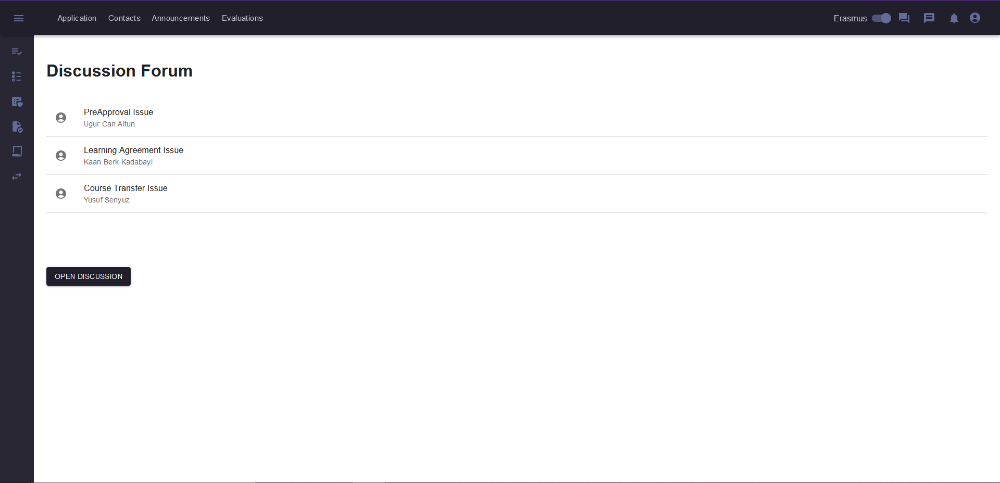 Application Contacts Announcements Evaluations Erasmus
Discussion Forum
PreApproval Issue
Ugur Can Altun
Learning Agreement Issue
Kaan Berk Kadabayi
Course Transfer Issue
Yusuf Senyuz
OPEN DISCUSSION